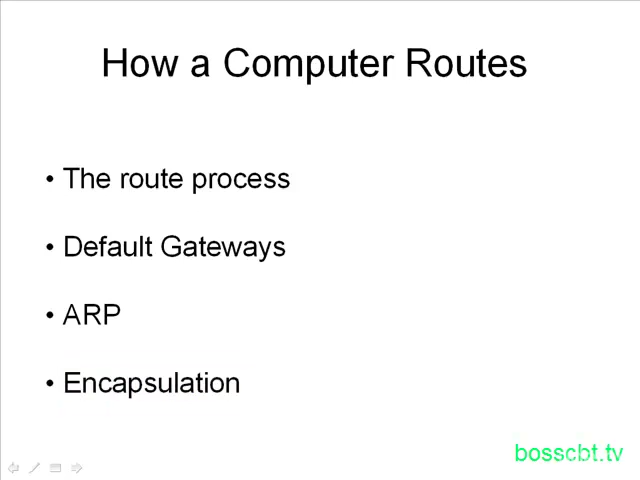 How a Computer Routes
• The route process
• Default Gateways
• ARP
• Encapsulation
bosscbt.tv